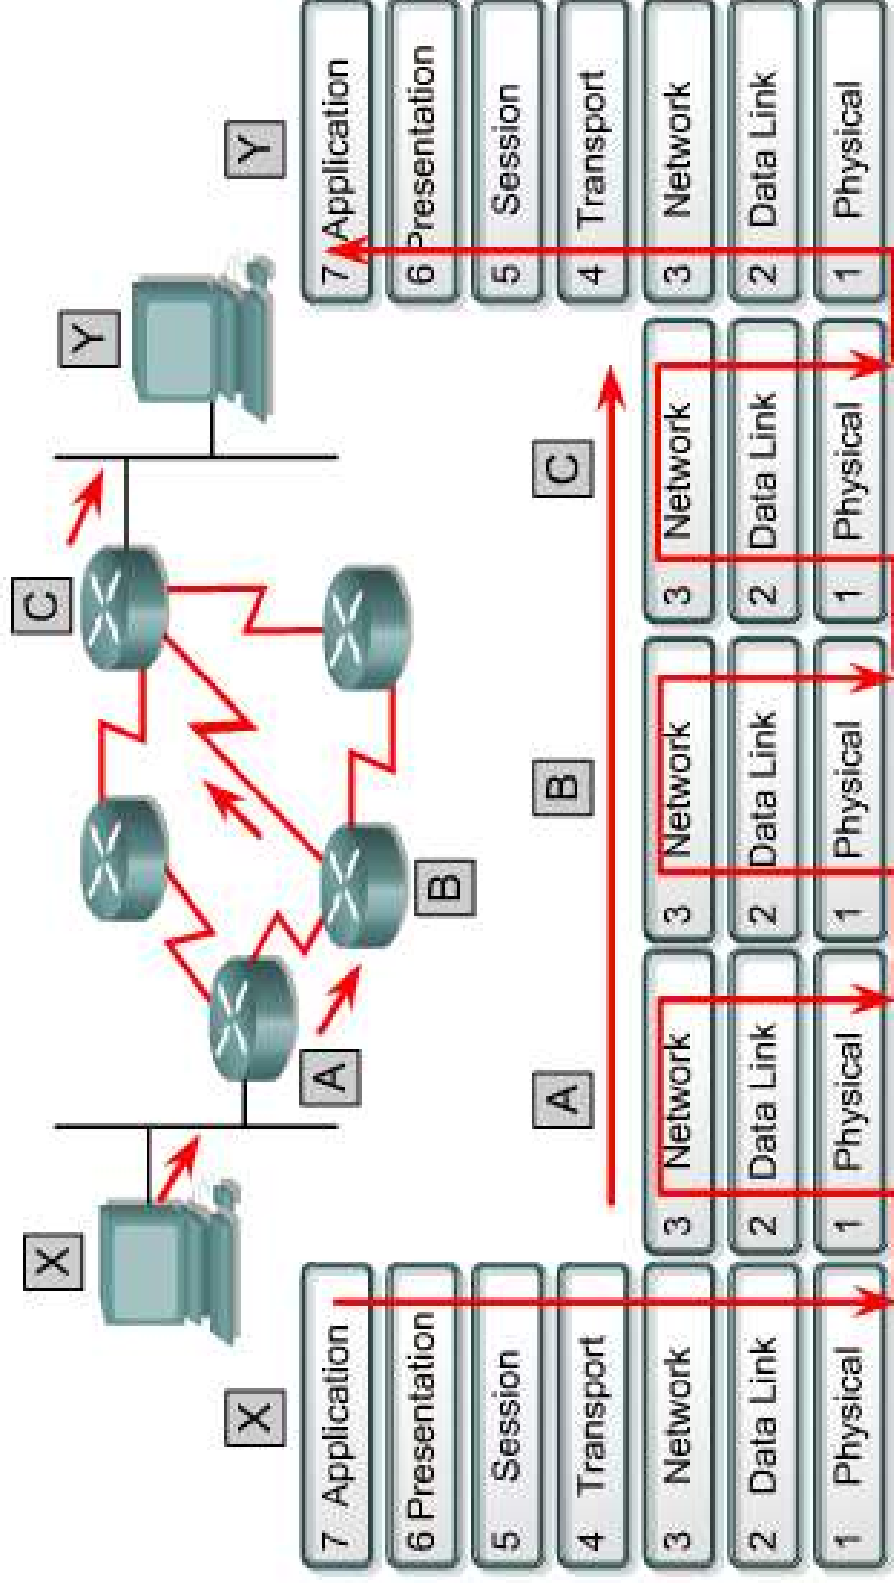 C
Y
X
A
B
X
A
B
C
Y
7 Application
6 Presentation
5 Session
4 Transport
3 Network
2 Data Link
1 Physical
3 Network
2 Data Link
1 Physical
3 Network
2 Data Link
1 Physical
3 Network
2 Data Link
1 Physical
7 Application
6 Presentation
5 Session
4 Transport
3 Network
2 Data Link
1 Physical